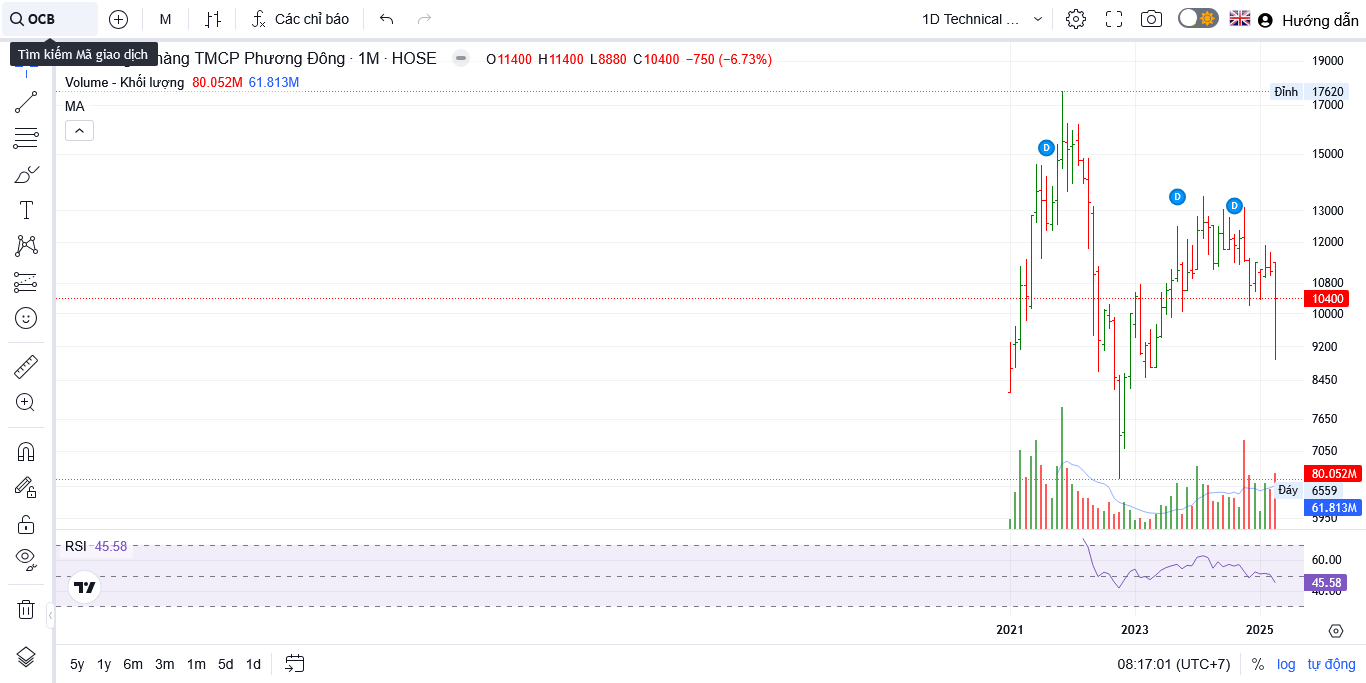 OCB
M
Các chỉ báo
1D Technical ...
Hướng dẫn
Tìm kiếm Mã giao dịch
hàng TMCP Phương Đông · 1M · HOSE
O11400 H11400 L8880 C10400 −750 (−6.73%)
Volume - Khối lượng 80.052M 61.813M
MA
19000
Đỉnh 17620
17000
D
15000
D
D
13000
12000
10800
10400
10000
9200
8450
7650
7050
80.052M
Đáy 6559
61.813M
5950
RSI 45.58
60.00
45.58
40.00
2021 2023 2025
5y 1y 6m 3m 1m 5d 1d
08:17:01 (UTC+7) % log tự động